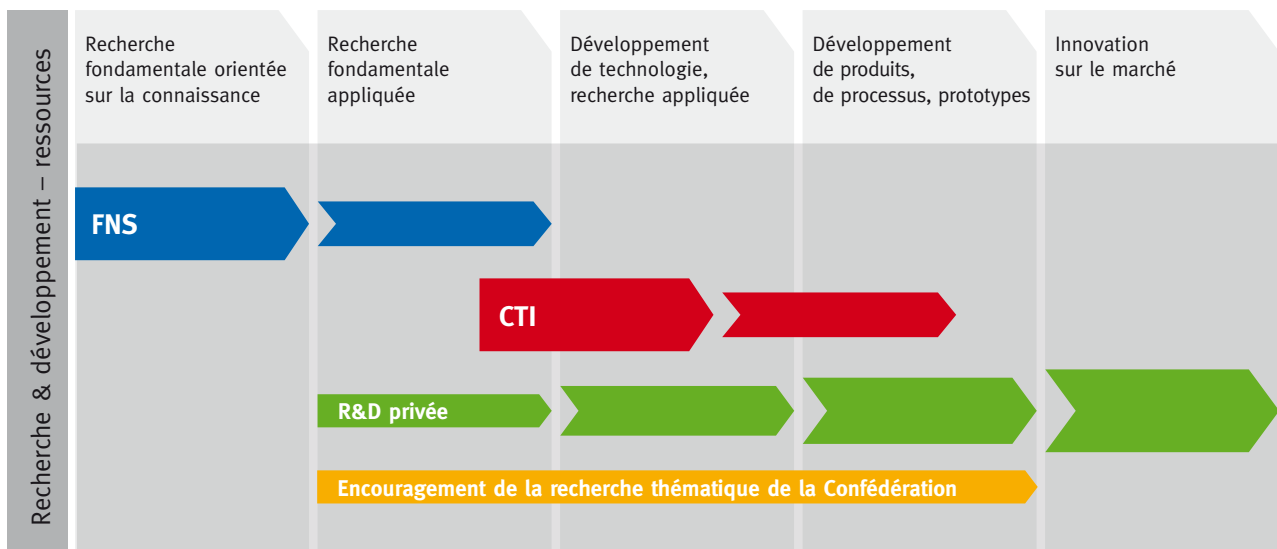 Recherche & développement – ressources
Recherche
fondamentale orientée
sur la connaissance
Recherche
fondamentale
appliquée
Développement
de technologie,
recherche appliquée
Développement
de produits,
de processus, prototypes
Innovation
sur le marché
FNS
CTI
R&D privée
Encouragement de la recherche thématique de la Confédération